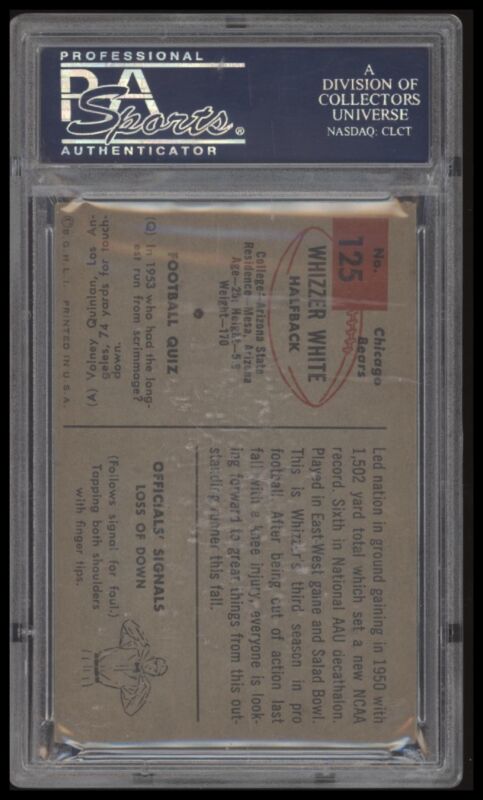 PROFESSIONAL
PSA
Sports®
AUTHENTICATOR
A
DIVISION OF
COLLECTORS
UNIVERSE
NASDAQ: CLCT
No.
125
Chicago
Bears
WHIZZER WHITE
HALFBACK
College—Arizona State
Residence—Mesa, Arizona
Age—25; Height—5'9
Weight—170
FOOTBALL QUIZ
(Q) In 1953 who had the long-
est run from scrimmage?
(A) Volney Quinlan, Los An-
geles, 74 yards for touch-
down.
© B.G.H.L.I. PRINTED IN U.S.A.
Led nation in ground gaining in 1950 with
1,502 yard total which set a new NCAA
record. Sixth in National AAU decathalon.
Played in East-West game and Salad Bowl.
This is Whizzer's third season in pro
football. After being out of action last
fall with a knee injury, everyone is look-
ing forward to great things from this out-
standing runner this fall.
OFFICIALS' SIGNALS
LOSS OF DOWN
(Follows signal for foul)
Tapping both shoulders
with finger tips.